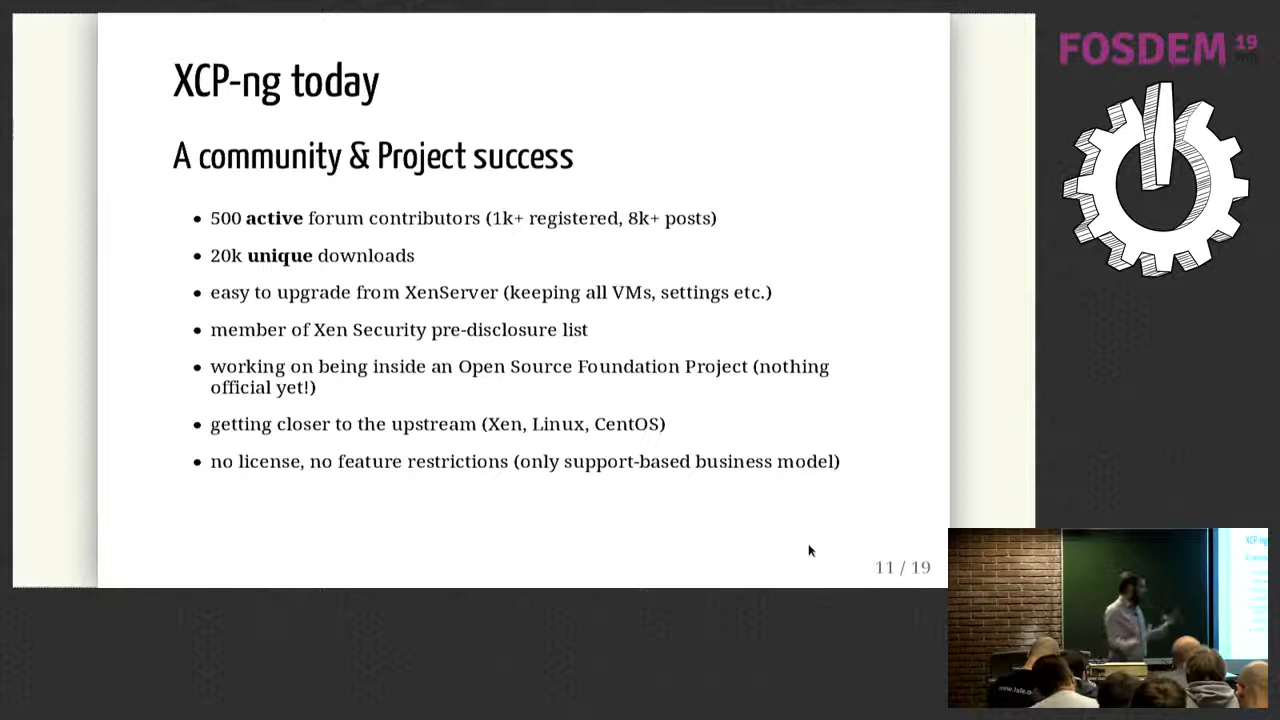 XCP-ng today
A community & Project success
• 500 active forum contributors (1k+ registered, 8k+ posts)
• 20k unique downloads
• easy to upgrade from XenServer (keeping all VMs, settings etc.)
• member of Xen Security pre-disclosure list
• working on being inside an Open Source Foundation Project (nothing
official yet!)
• getting closer to the upstream (Xen, Linux, CentOS)
• no license, no feature restrictions (only support-based business model)
11 / 19
FOSDEM 19
XCP-ng